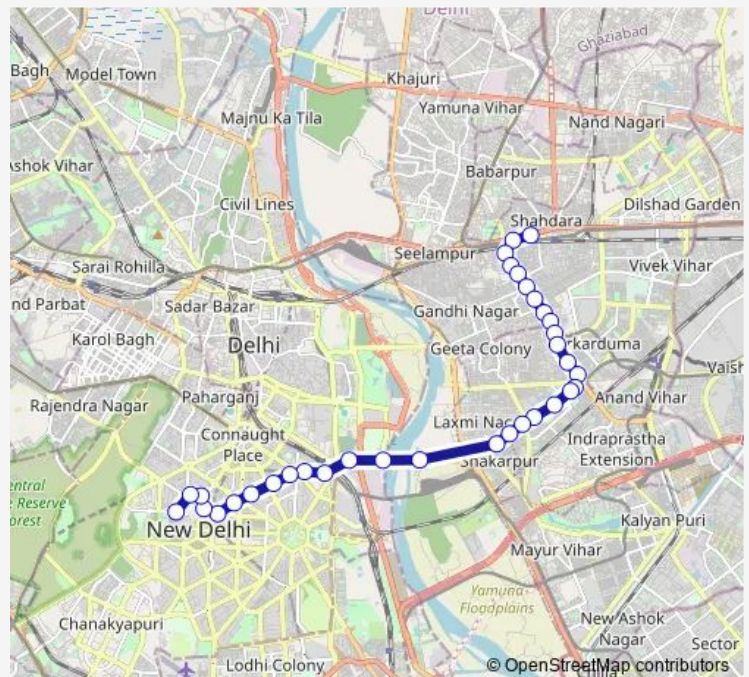 Delhi
Ghaziabad
Bagh
Model Town
Khajuri
Yamuna Vihar
Majnu Ka Tila
Nand Nagari
Ashok Vihar
Babarpur
Civil Lines
Dilshad Garden
Shahdara
Seelampur
Sarai Rohilla
Vivek Vihar
nd Parbat
Sadar Bazar
Gandhi Nagar
Karol Bagh
Delhi
Geeta Colony
rkarduma
Vaish
Paharganj
Anand Vihar
Rajendra Nagar
Connaught
Place
Laxmi Nag
Indraprastha
Extension
Shakarpur
entral
e Reserve
orest
New Delhi
Kalyan Puri
Mayur Vihar
Yamuna
Floodplains
Chanakyapuri
New Ashok
Nagar
Sector
Lodhi Colony
© OpenStreetMap contributors